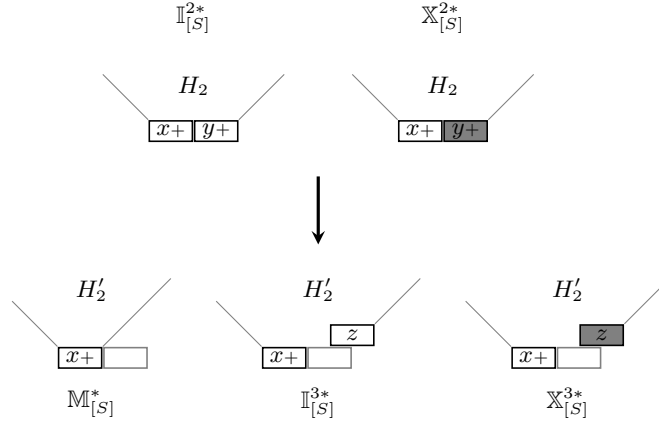 𝕀^{2*}_{[S]} 𝕏^{2*}_{[S]}
H_2 H_2
x+ y+ x+ y+
H'_2 H'_2 H'_2
z z
x+ x+ x+
𝕄^{*}_{[S]} 𝕀^{3*}_{[S]} 𝕏^{3*}_{[S]}